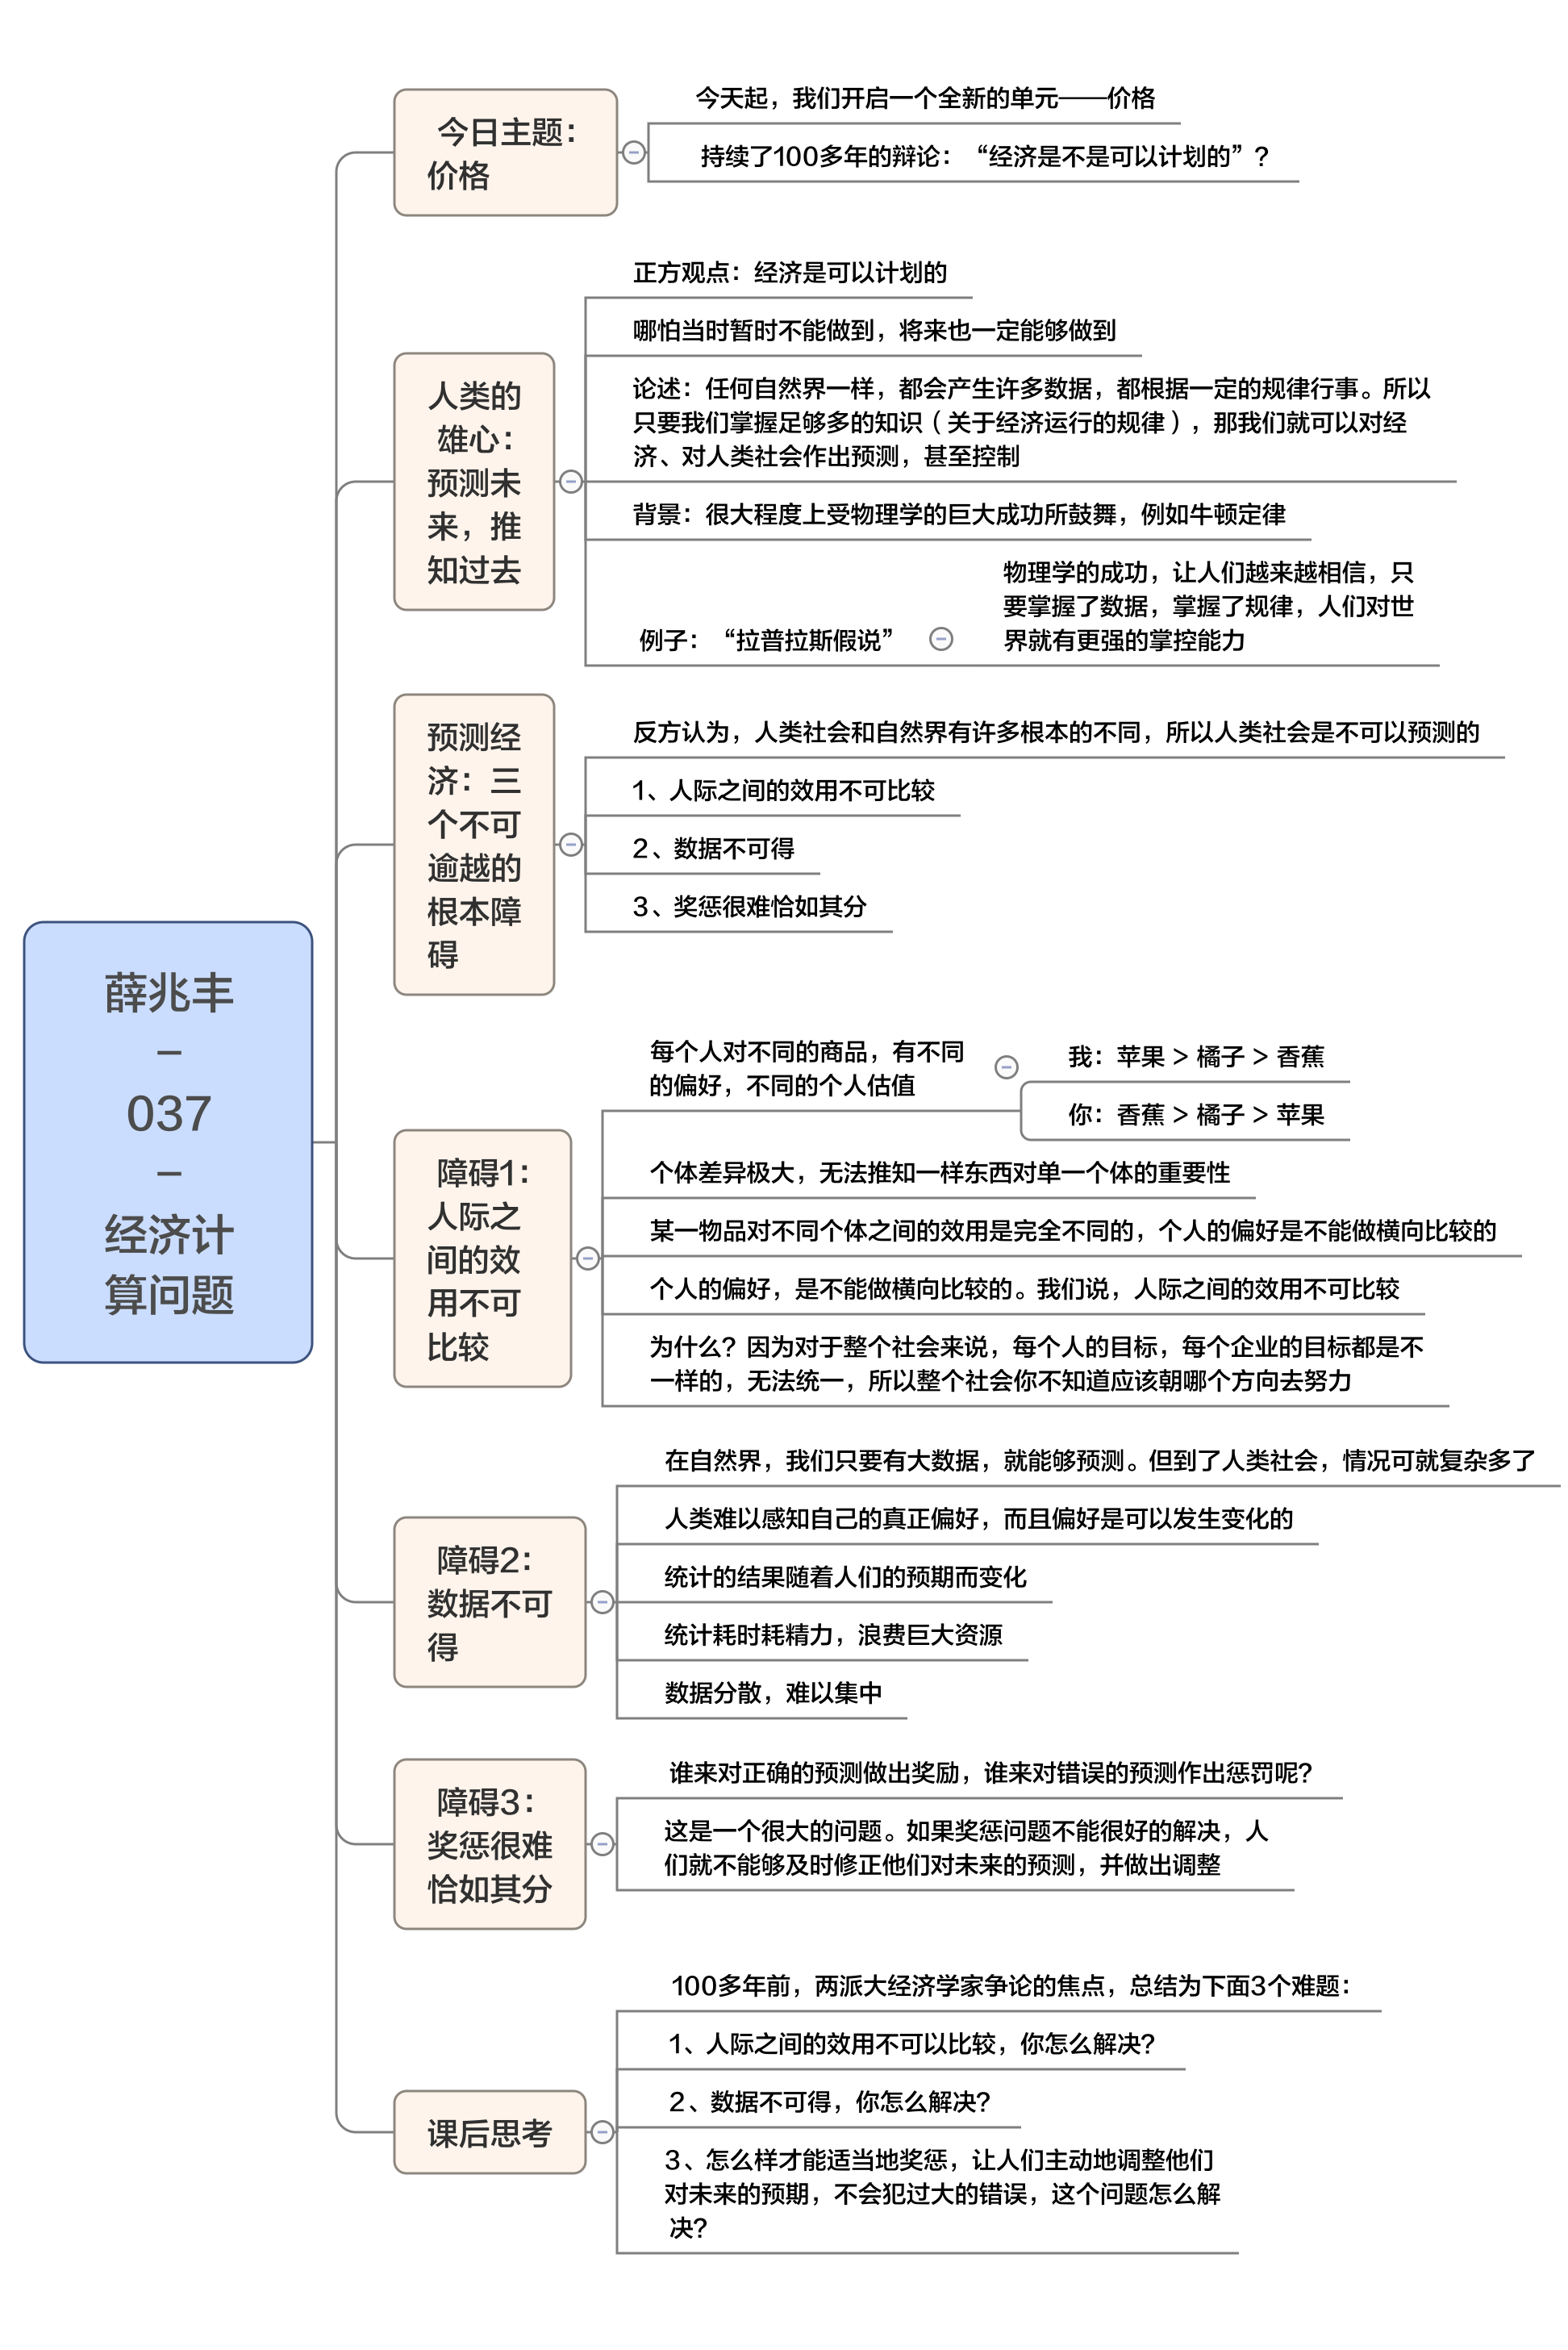 薛兆丰
–
037
–
经济计
算问题
今日主题：
价格
今天起，我们开启一个全新的单元——价格
持续了100多年的辩论：“经济是不是可以计划的”？
人类的
雄心：
预测未
来，推
知过去
正方观点：经济是可以计划的
哪怕当时暂时不能做到，将来也一定能够做到
论述：任何自然界一样，都会产生许多数据，都根据一定的规律行事。所以
只要我们掌握足够多的知识（关于经济运行的规律），那我们就可以对经
济、对人类社会作出预测，甚至控制
背景：很大程度上受物理学的巨大成功所鼓舞，例如牛顿定律
例子：“拉普拉斯假说”
物理学的成功，让人们越来越相信，只
要掌握了数据，掌握了规律，人们对世
界就有更强的掌控能力
预测经
济：三
个不可
逾越的
根本障
碍
反方认为，人类社会和自然界有许多根本的不同，所以人类社会是不可以预测的
1、人际之间的效用不可比较
2、数据不可得
3、奖惩很难恰如其分
障碍1：
人际之
间的效
用不可
比较
每个人对不同的商品，有不同
的偏好，不同的个人估值
我：苹果 > 橘子 > 香蕉
你：香蕉 > 橘子 > 苹果
个体差异极大，无法推知一样东西对单一个体的重要性
某一物品对不同个体之间的效用是完全不同的，个人的偏好是不能做横向比较的
个人的偏好，是不能做横向比较的。我们说，人际之间的效用不可比较
为什么？因为对于整个社会来说，每个人的目标，每个企业的目标都是不
一样的，无法统一，所以整个社会你不知道应该朝哪个方向去努力
障碍2：
数据不可
得
在自然界，我们只要有大数据，就能够预测。但到了人类社会，情况可就复杂多了
人类难以感知自己的真正偏好，而且偏好是可以发生变化的
统计的结果随着人们的预期而变化
统计耗时耗精力，浪费巨大资源
数据分散，难以集中
障碍3：
奖惩很难
恰如其分
谁来对正确的预测做出奖励，谁来对错误的预测作出惩罚呢？
这是一个很大的问题。如果奖惩问题不能很好的解决，人
们就不能够及时修正他们对未来的预测，并做出调整
课后思考
100多年前，两派大经济学家争论的焦点，总结为下面3个难题：
1、人际之间的效用不可以比较，你怎么解决？
2、数据不可得，你怎么解决？
3、怎么样才能适当地奖惩，让人们主动地调整他们
对未来的预期，不会犯过大的错误，这个问题怎么解
决？